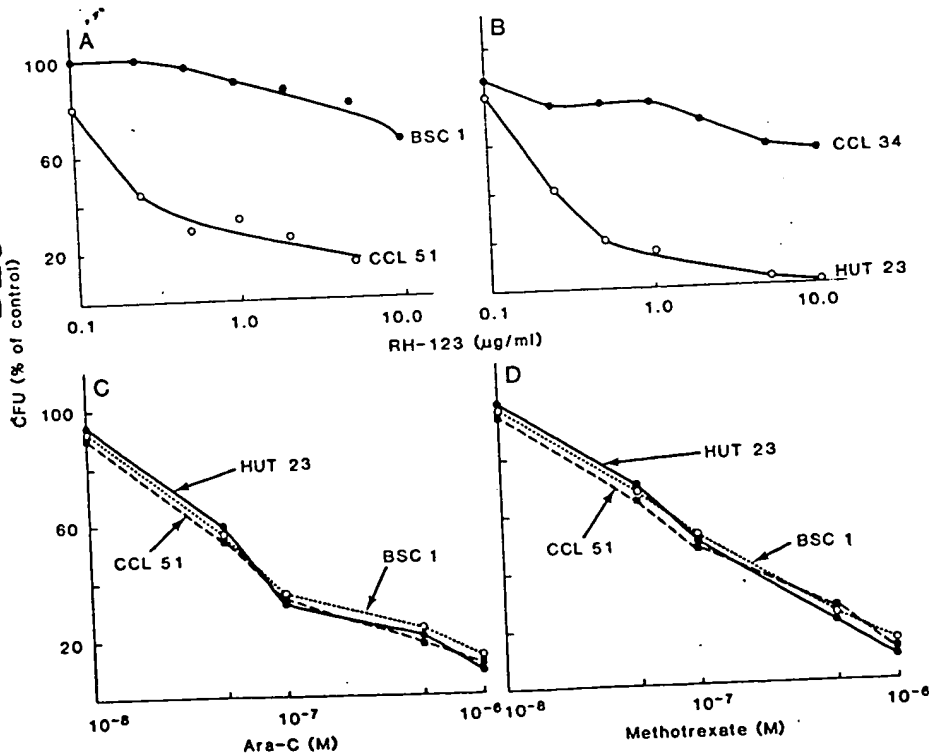 A
B
100
60
20
BSC 1
CCL 51
CCL 34
HUT 23
0.1
1.0
10.0
0.1
1.0
10.0
RH-123 (μg/ml)
CFU (% of control)
C
D
100
60
20
HUT 23
CCL 51
BSC 1
HUT 23
CCL 51
BSC 1
10⁻⁸
10⁻⁷
10⁻⁶
10⁻⁸
10⁻⁷
10⁻⁶
Ara-C (M)
Methotrexate (M)